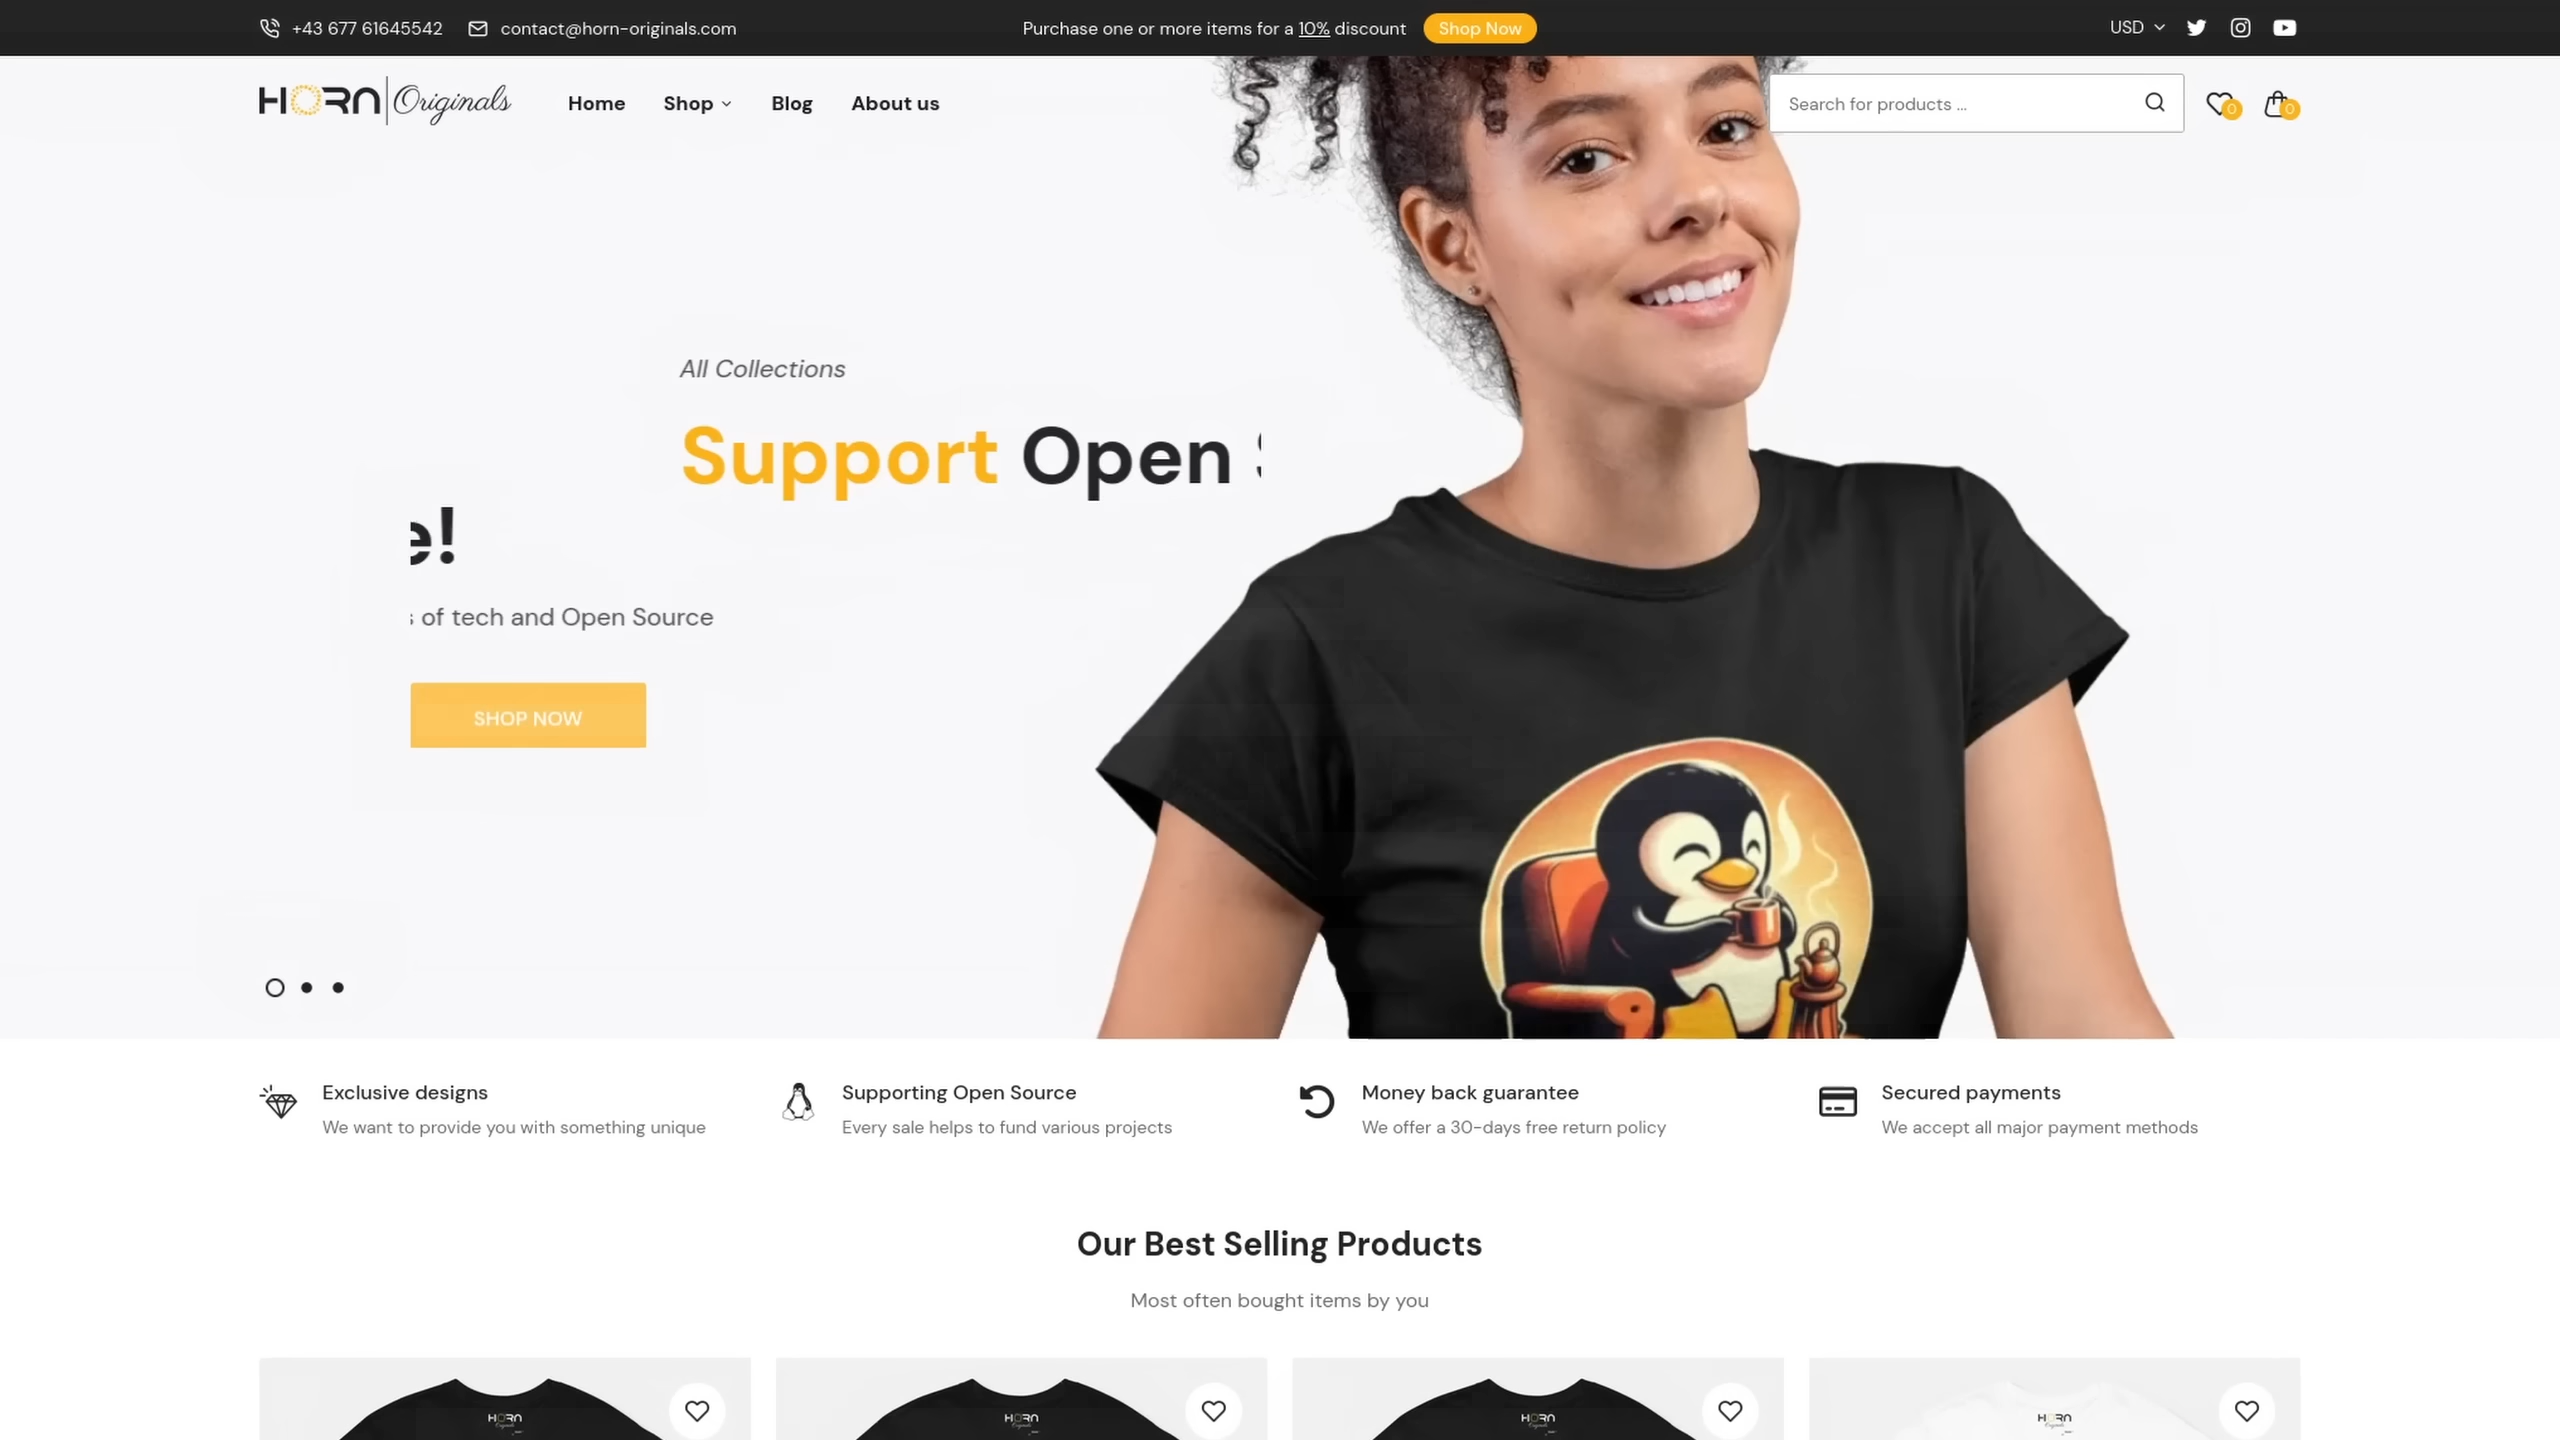 +43 677 61645542
contact@horn-originals.com
Purchase one or more items for a 10% discount
Shop Now
USD
HORN Originals
Home
Shop
Blog
About us
Search for products ...
0
0
All Collections
Support Open
e!
of tech and Open Source
SHOP NOW
Exclusive designs
We want to provide you with something unique
Supporting Open Source
Every sale helps to fund various projects
Money back guarantee
We offer a 30-days free return policy
Secured payments
We accept all major payment methods
Our Best Selling Products
Most often bought items by you
HORN
HORN
HORN
HORN